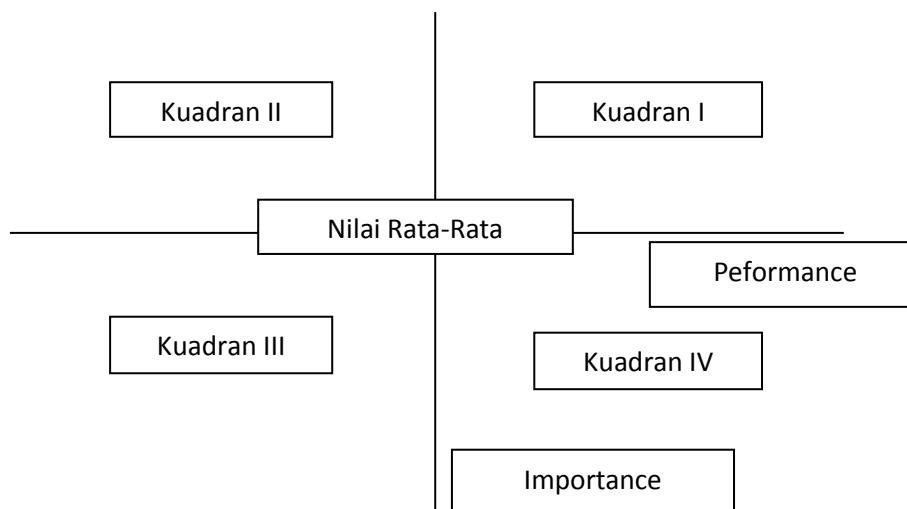 Kuadran II
Kuadran I
Nilai Rata-Rata
Peformance
Kuadran III
Kuadran IV
Importance